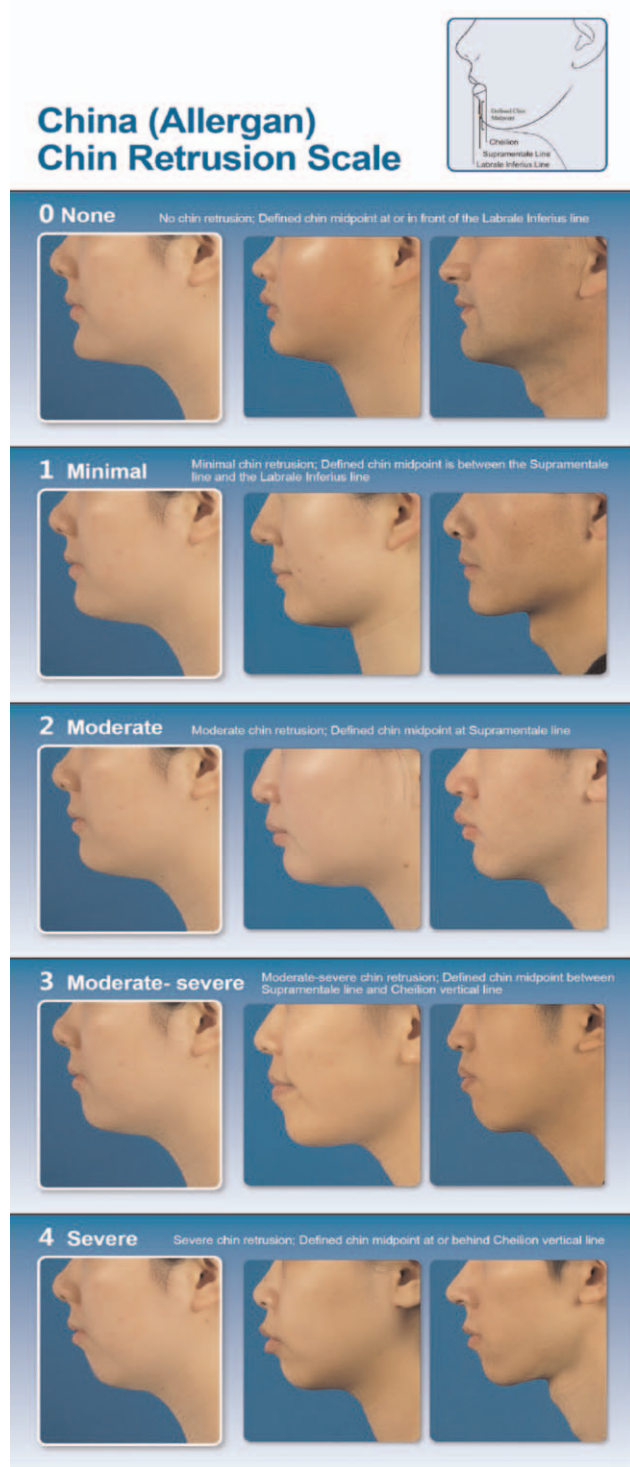 China (Allergan)
Chin Retrusion Scale
Defined Chin
Midpoint
Cheilion
Supramentale Line
Labrale Inferius Line
0 None
No chin retrusion; Defined chin midpoint at or in front of the Labrale Inferius line
1 Minimal
Minimal chin retrusion; Defined chin midpoint is between the Supramentale
line and the Labrale Inferius line
2 Moderate
Moderate chin retrusion; Defined chin midpoint at Supramentale line
3 Moderate- severe
Moderate-severe chin retrusion; Defined chin midpoint between
Supramentale line and Cheilion vertical line
4 Severe
Severe chin retrusion; Defined chin midpoint at or behind Cheilion vertical line